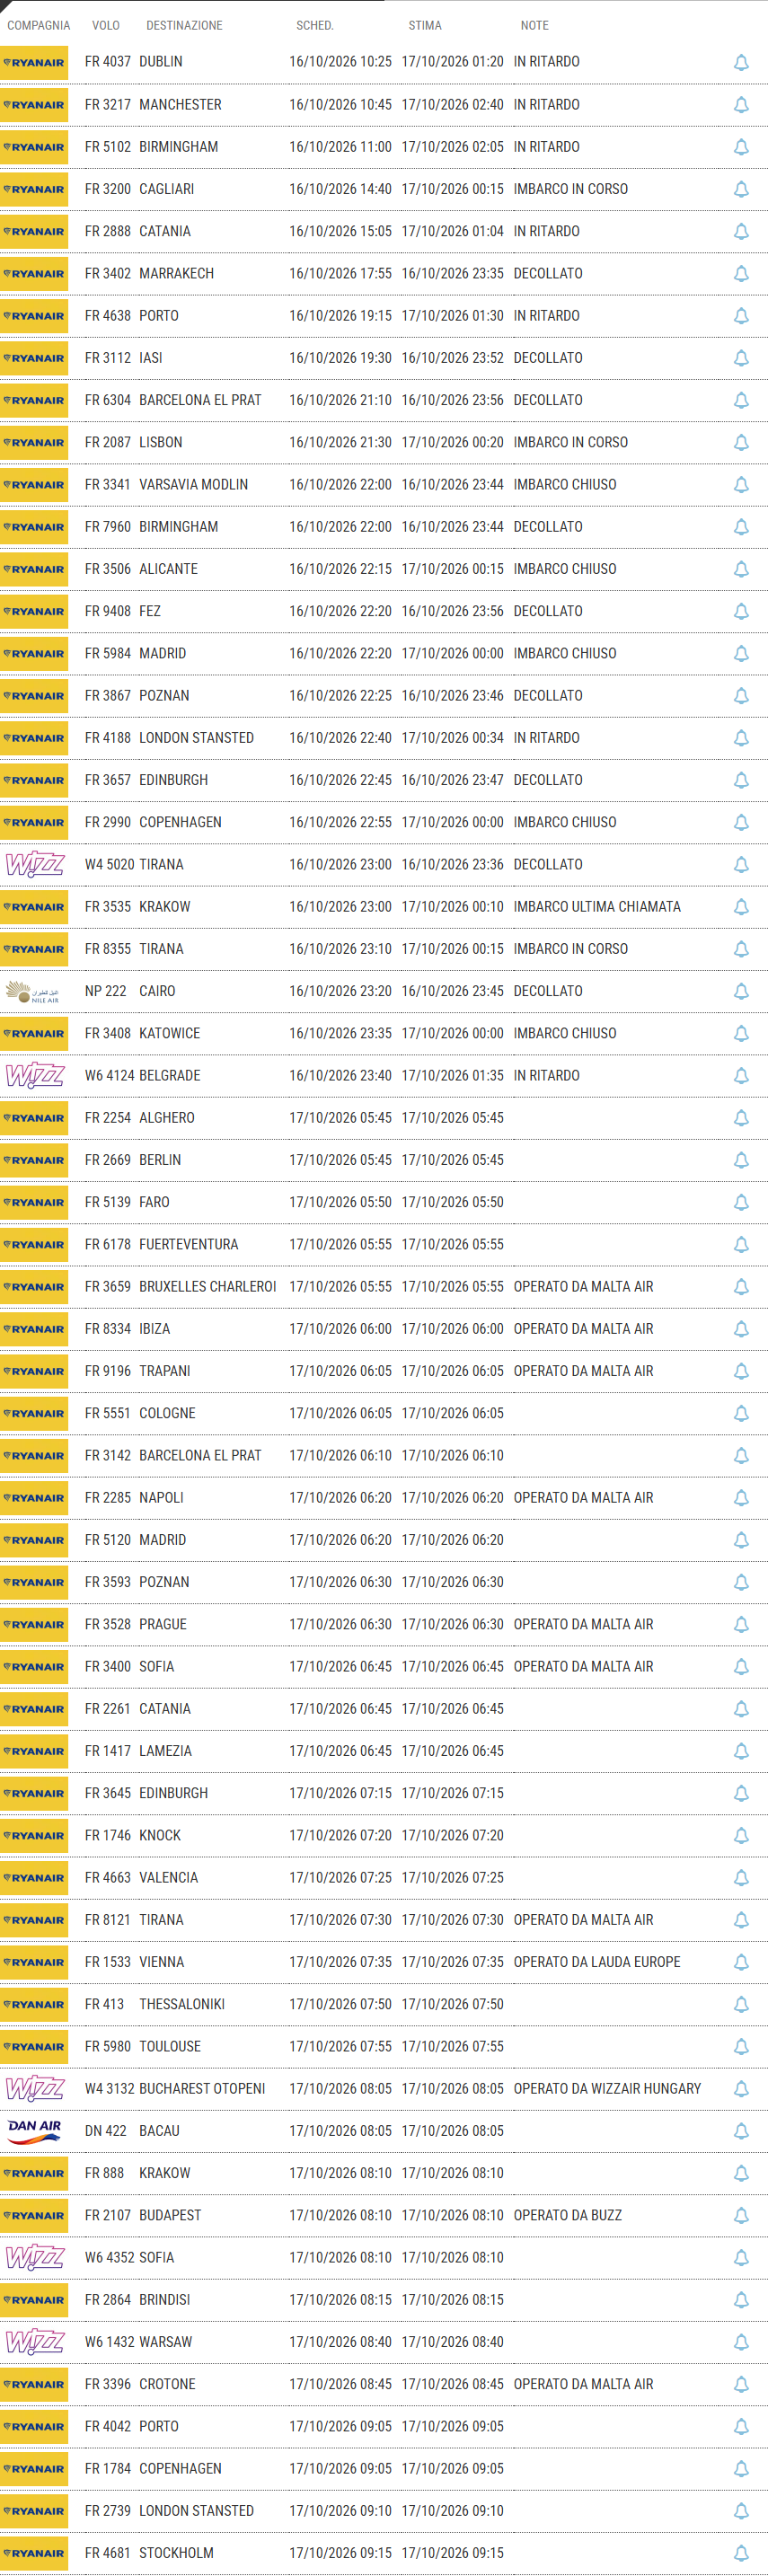 COMPAGNIA VOLO DESTINAZIONE SCHED. STIMA NOTE
RYANAIR FR 4037 DUBLIN 16/10/2026 10:25 17/10/2026 01:20 IN RITARDO
RYANAIR FR 3217 MANCHESTER 16/10/2026 10:45 17/10/2026 02:40 IN RITARDO
RYANAIR FR 5102 BIRMINGHAM 16/10/2026 11:00 17/10/2026 02:05 IN RITARDO
RYANAIR FR 3200 CAGLIARI 16/10/2026 14:40 17/10/2026 00:15 IMBARCO IN CORSO
RYANAIR FR 2888 CATANIA 16/10/2026 15:05 17/10/2026 01:04 IN RITARDO
RYANAIR FR 3402 MARRAKECH 16/10/2026 17:55 16/10/2026 23:35 DECOLLATO
RYANAIR FR 4638 PORTO 16/10/2026 19:15 17/10/2026 01:30 IN RITARDO
RYANAIR FR 3112 IASI 16/10/2026 19:30 16/10/2026 23:52 DECOLLATO
RYANAIR FR 6304 BARCELONA EL PRAT 16/10/2026 21:10 16/10/2026 23:56 DECOLLATO
RYANAIR FR 2087 LISBON 16/10/2026 21:30 17/10/2026 00:20 IMBARCO IN CORSO
RYANAIR FR 3341 VARSAVIA MODLIN 16/10/2026 22:00 16/10/2026 23:44 IMBARCO CHIUSO
RYANAIR FR 7960 BIRMINGHAM 16/10/2026 22:00 16/10/2026 23:44 DECOLLATO
RYANAIR FR 3506 ALICANTE 16/10/2026 22:15 17/10/2026 00:15 IMBARCO CHIUSO
RYANAIR FR 9408 FEZ 16/10/2026 22:20 16/10/2026 23:56 DECOLLATO
RYANAIR FR 5984 MADRID 16/10/2026 22:20 17/10/2026 00:00 IMBARCO CHIUSO
RYANAIR FR 3867 POZNAN 16/10/2026 22:25 16/10/2026 23:46 DECOLLATO
RYANAIR FR 4188 LONDON STANSTED 16/10/2026 22:40 17/10/2026 00:34 IN RITARDO
RYANAIR FR 3657 EDINBURGH 16/10/2026 22:45 16/10/2026 23:47 DECOLLATO
RYANAIR FR 2990 COPENHAGEN 16/10/2026 22:55 17/10/2026 00:00 IMBARCO CHIUSO
WIZZ W4 5020 TIRANA 16/10/2026 23:00 16/10/2026 23:36 DECOLLATO
RYANAIR FR 3535 KRAKOW 16/10/2026 23:00 17/10/2026 00:10 IMBARCO ULTIMA CHIAMATA
RYANAIR FR 8355 TIRANA 16/10/2026 23:10 17/10/2026 00:15 IMBARCO IN CORSO
النيل للطيران NILE AIR NP 222 CAIRO 16/10/2026 23:20 16/10/2026 23:45 DECOLLATO
RYANAIR FR 3408 KATOWICE 16/10/2026 23:35 17/10/2026 00:00 IMBARCO CHIUSO
WIZZ W6 4124 BELGRADE 16/10/2026 23:40 17/10/2026 01:35 IN RITARDO
RYANAIR FR 2254 ALGHERO 17/10/2026 05:45 17/10/2026 05:45
RYANAIR FR 2669 BERLIN 17/10/2026 05:45 17/10/2026 05:45
RYANAIR FR 5139 FARO 17/10/2026 05:50 17/10/2026 05:50
RYANAIR FR 6178 FUERTEVENTURA 17/10/2026 05:55 17/10/2026 05:55
RYANAIR FR 3659 BRUXELLES CHARLEROI 17/10/2026 05:55 17/10/2026 05:55 OPERATO DA MALTA AIR
RYANAIR FR 8334 IBIZA 17/10/2026 06:00 17/10/2026 06:00 OPERATO DA MALTA AIR
RYANAIR FR 9196 TRAPANI 17/10/2026 06:05 17/10/2026 06:05 OPERATO DA MALTA AIR
RYANAIR FR 5551 COLOGNE 17/10/2026 06:05 17/10/2026 06:05
RYANAIR FR 3142 BARCELONA EL PRAT 17/10/2026 06:10 17/10/2026 06:10
RYANAIR FR 2285 NAPOLI 17/10/2026 06:20 17/10/2026 06:20 OPERATO DA MALTA AIR
RYANAIR FR 5120 MADRID 17/10/2026 06:20 17/10/2026 06:20
RYANAIR FR 3593 POZNAN 17/10/2026 06:30 17/10/2026 06:30
RYANAIR FR 3528 PRAGUE 17/10/2026 06:30 17/10/2026 06:30 OPERATO DA MALTA AIR
RYANAIR FR 3400 SOFIA 17/10/2026 06:45 17/10/2026 06:45 OPERATO DA MALTA AIR
RYANAIR FR 2261 CATANIA 17/10/2026 06:45 17/10/2026 06:45
RYANAIR FR 1417 LAMEZIA 17/10/2026 06:45 17/10/2026 06:45
RYANAIR FR 3645 EDINBURGH 17/10/2026 07:15 17/10/2026 07:15
RYANAIR FR 1746 KNOCK 17/10/2026 07:20 17/10/2026 07:20
RYANAIR FR 4663 VALENCIA 17/10/2026 07:25 17/10/2026 07:25
RYANAIR FR 8121 TIRANA 17/10/2026 07:30 17/10/2026 07:30 OPERATO DA MALTA AIR
RYANAIR FR 1533 VIENNA 17/10/2026 07:35 17/10/2026 07:35 OPERATO DA LAUDA EUROPE
RYANAIR FR 413 THESSALONIKI 17/10/2026 07:50 17/10/2026 07:50
RYANAIR FR 5980 TOULOUSE 17/10/2026 07:55 17/10/2026 07:55
WIZZ W4 3132 BUCHAREST OTOPENI 17/10/2026 08:05 17/10/2026 08:05 OPERATO DA WIZZAIR HUNGARY
DAN AIR DN 422 BACAU 17/10/2026 08:05 17/10/2026 08:05
RYANAIR FR 888 KRAKOW 17/10/2026 08:10 17/10/2026 08:10
RYANAIR FR 2107 BUDAPEST 17/10/2026 08:10 17/10/2026 08:10 OPERATO DA BUZZ
WIZZ W6 4352 SOFIA 17/10/2026 08:10 17/10/2026 08:10
RYANAIR FR 2864 BRINDISI 17/10/2026 08:15 17/10/2026 08:15
WIZZ W6 1432 WARSAW 17/10/2026 08:40 17/10/2026 08:40
RYANAIR FR 3396 CROTONE 17/10/2026 08:45 17/10/2026 08:45 OPERATO DA MALTA AIR
RYANAIR FR 4042 PORTO 17/10/2026 09:05 17/10/2026 09:05
RYANAIR FR 1784 COPENHAGEN 17/10/2026 09:05 17/10/2026 09:05
RYANAIR FR 2739 LONDON STANSTED 17/10/2026 09:10 17/10/2026 09:10
RYANAIR FR 4681 STOCKHOLM 17/10/2026 09:15 17/10/2026 09:15